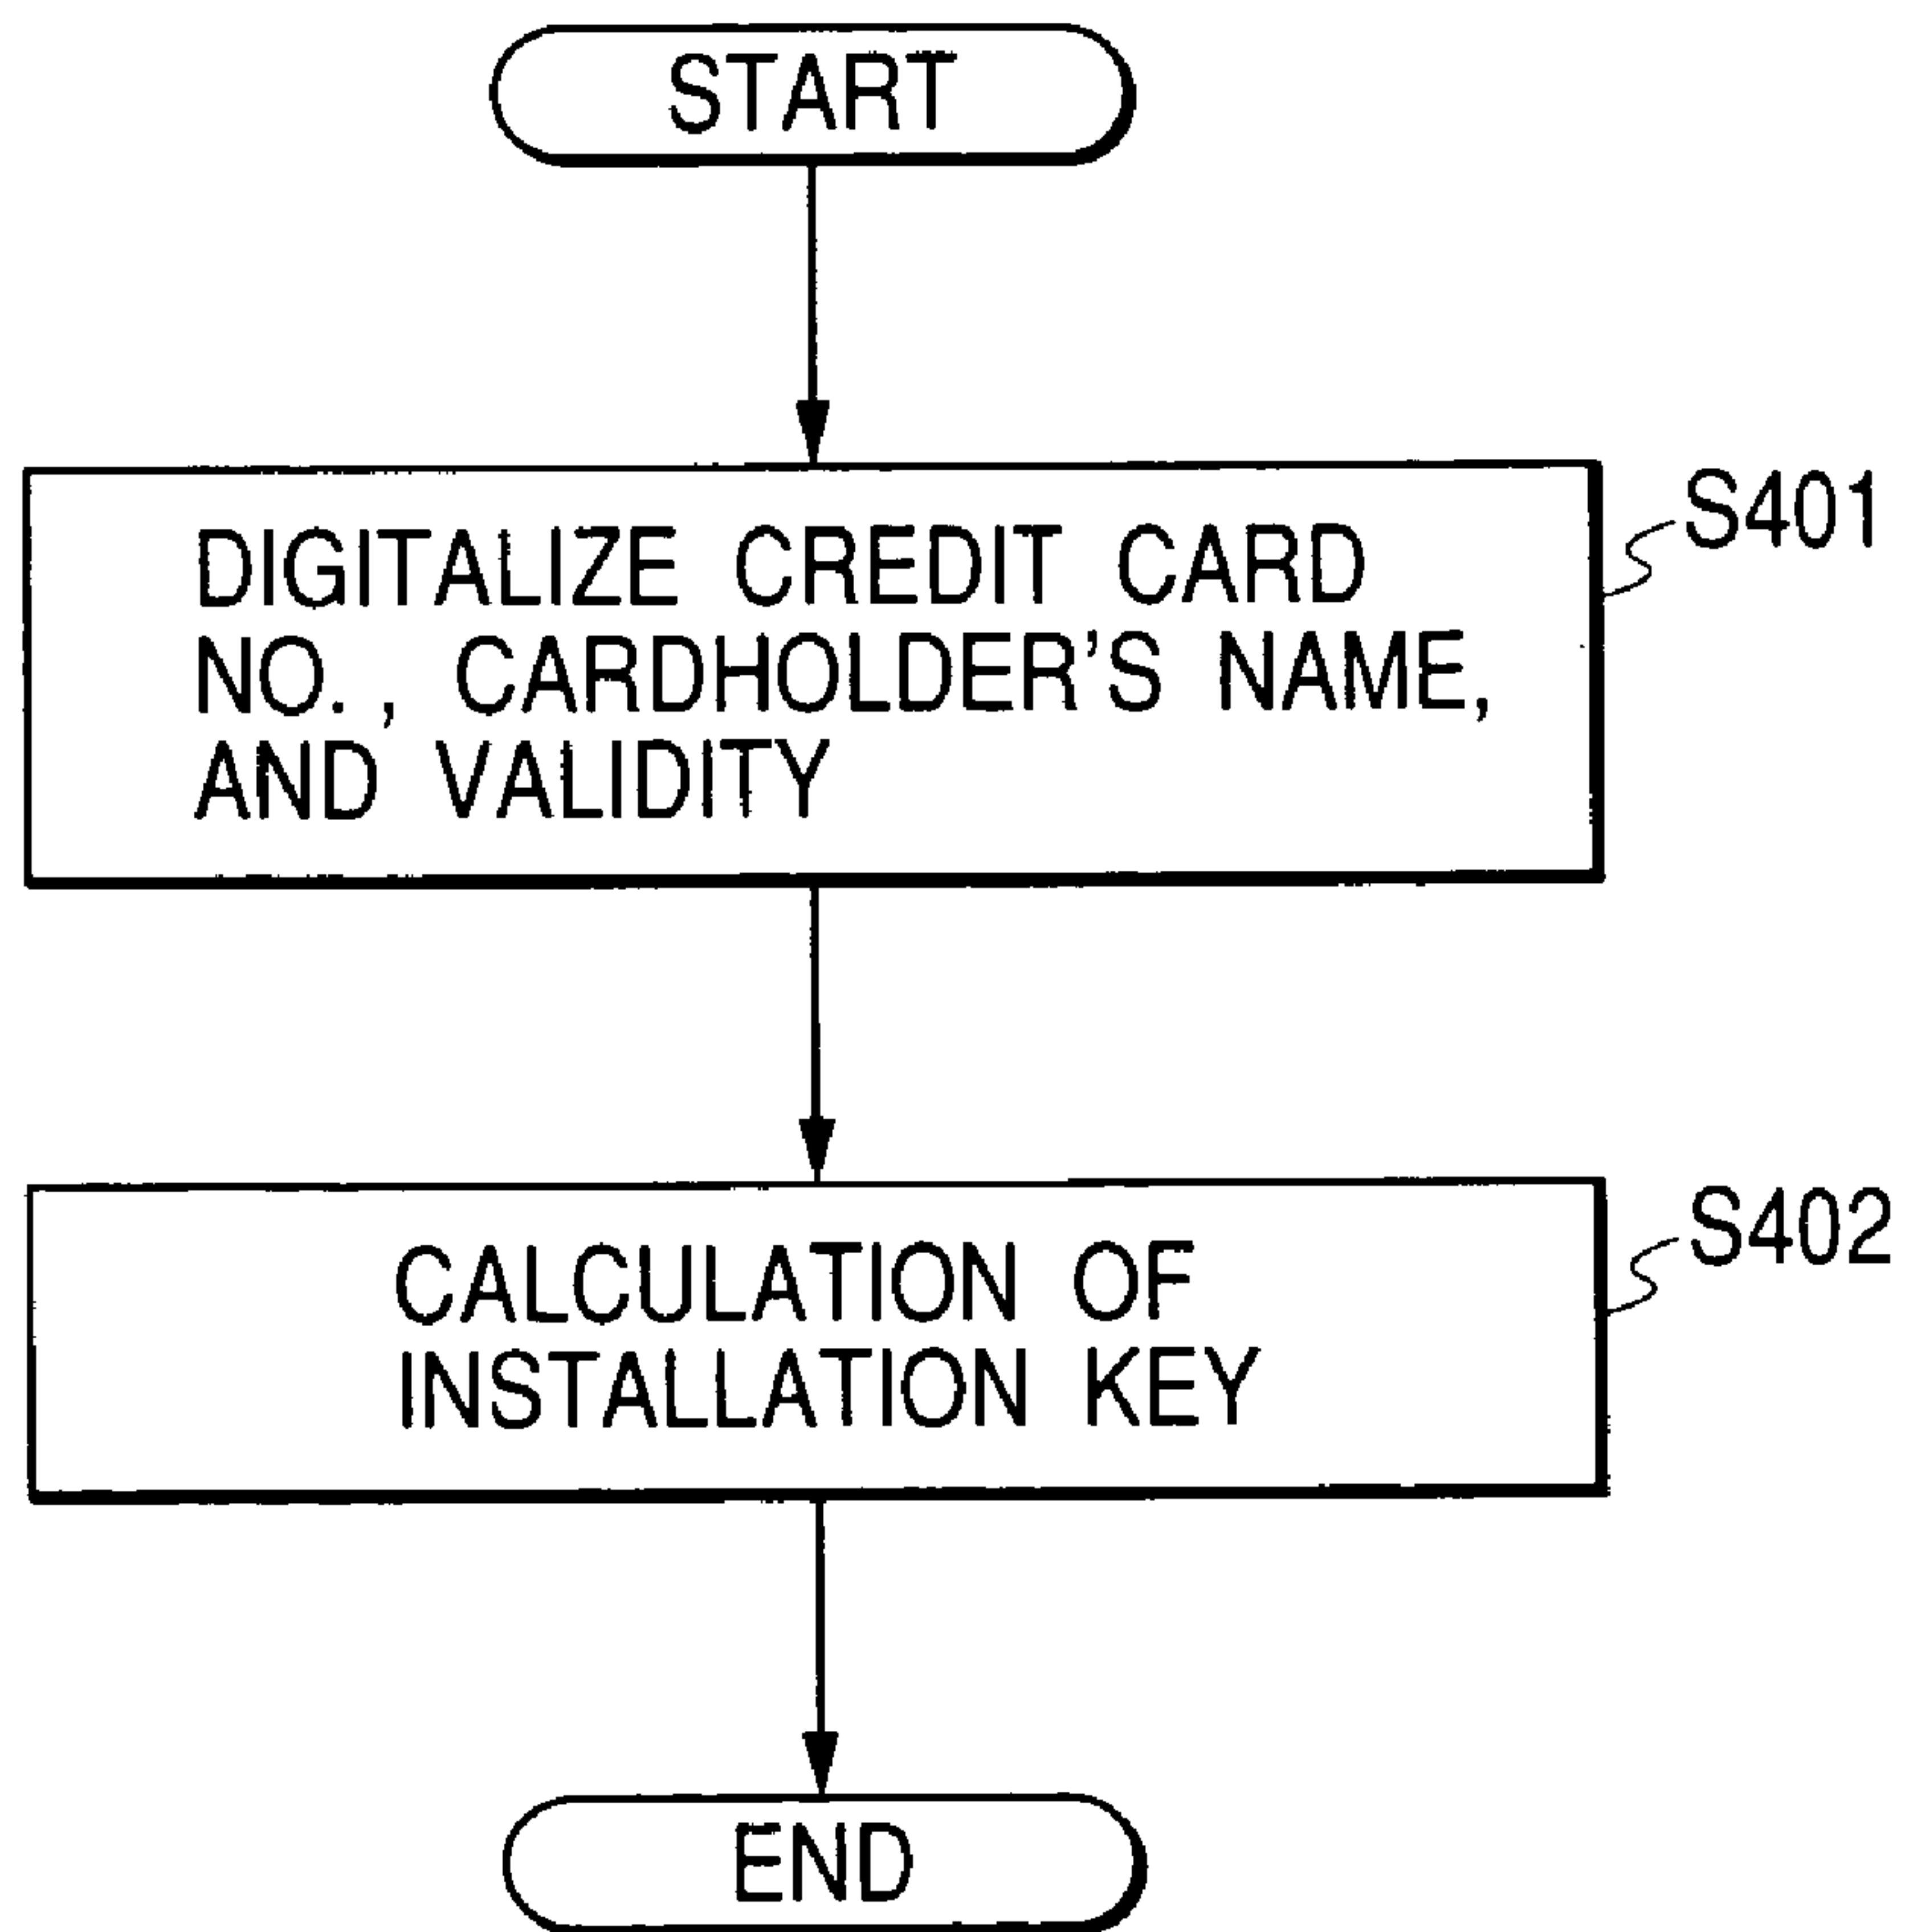 START
DIGITALIZE CREDIT CARD
NO. , CARDHOLDER'S NAME,
AND VALIDITY
S401
CALCULATION OF
INSTALLATION KEY
S402
END